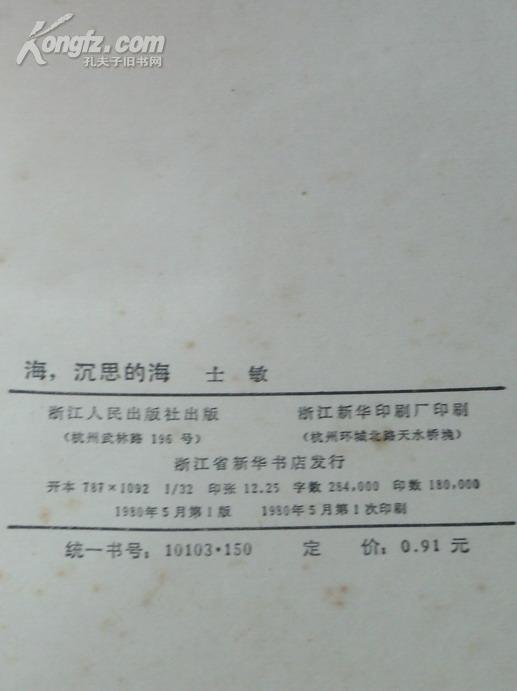 Kongfz.com
孔夫子旧书网
海，沉思的海 士 敏
浙江人民出版社出版 浙江新华印刷厂印刷
（杭州武林路 196 号） （杭州环城北路天水桥堍）
浙江省新华书店发行
开本 787×1092 1/32 印张 12.25 字数 284,000 印数 180,000
1980年5月第1版 1980年5月第1次印刷
统一书号：10103·150 定 价：0.91 元